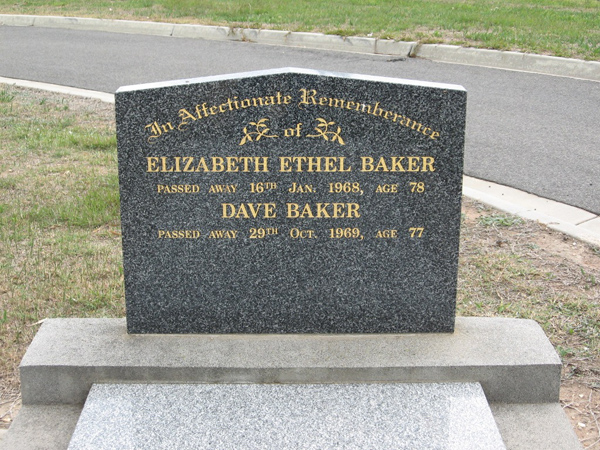 In Affectionate Remembrance
of
ELIZABETH ETHEL BAKER
PASSED AWAY 16TH JAN. 1968, AGE 78
DAVE BAKER
PASSED AWAY 29TH OCT. 1969, AGE 77